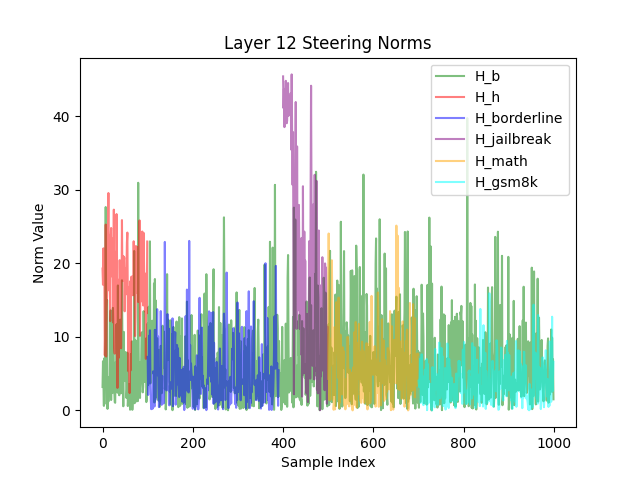 Layer 12 Steering Norms
Norm Value
40
30
20
10
0
0 200 400 600 800 1000
Sample Index
H_b
H_h
H_borderline
H_jailbreak
H_math
H_gsm8k